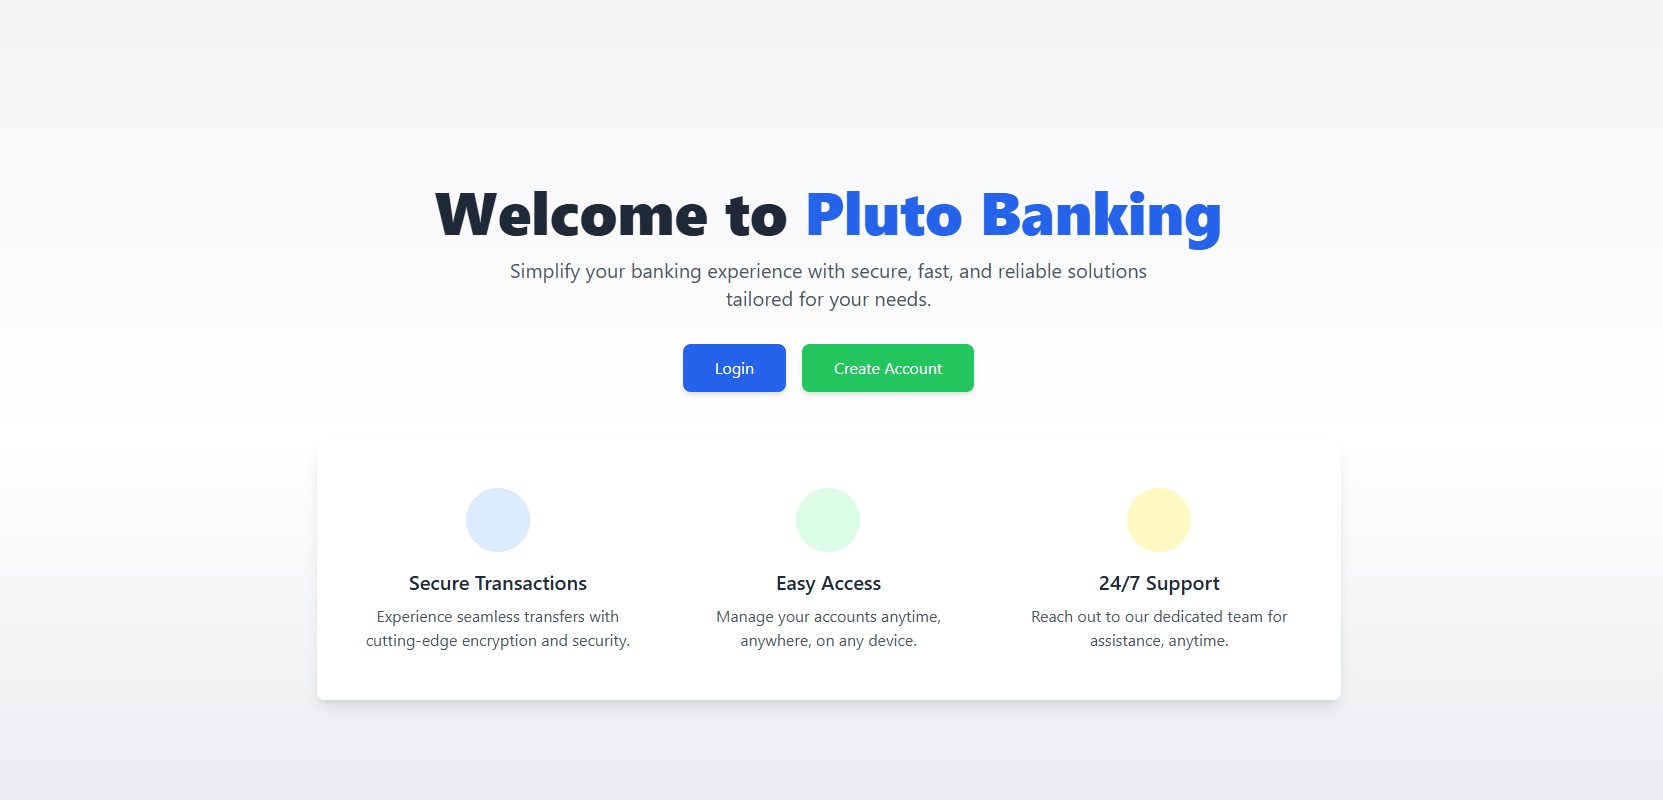 Welcome to Pluto Banking
Simplify your banking experience with secure, fast, and reliable solutions
tailored for your needs.
Login
Create Account
Secure Transactions
Experience seamless transfers with
cutting-edge encryption and security.
Easy Access
Manage your accounts anytime,
anywhere, on any device.
24/7 Support
Reach out to our dedicated team for
assistance, anytime.